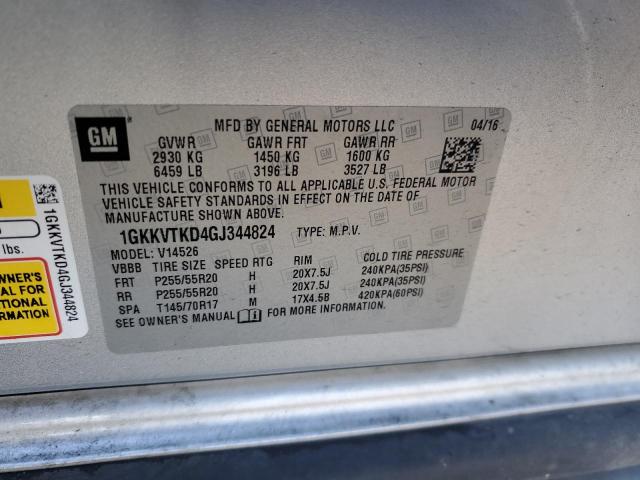 GM
MFD BY GENERAL MOTORS LLC 04/16
GVWR GAWR FRT GAWR RR
2930 KG 1450 KG 1600 KG
6459 LB 3196 LB 3527 LB
THIS VEHICLE CONFORMS TO ALL APPLICABLE U.S. FEDERAL MOTOR
VEHICLE SAFETY STANDARDS IN EFFECT ON THE DATE OF
MANUFACTURE SHOWN ABOVE.
1GKKVTKD4GJ344824 TYPE: M.P.V.
MODEL: V14526
VBBB TIRE SIZE SPEED RTG RIM COLD TIRE PRESSURE
FRT P255/55R20 H 20X7.5J 240KPA(35PSI)
RR P255/55R20 H 20X7.5J 240KPA(35PSI)
SPA T145/70R17 M 17X4.5B 420KPA(60PSI)
SEE OWNER'S MANUAL FOR MORE INFORMATION.
1GKKVTKD4GJ344824
lbs.
OWNER'S
AL FOR
TIONAL